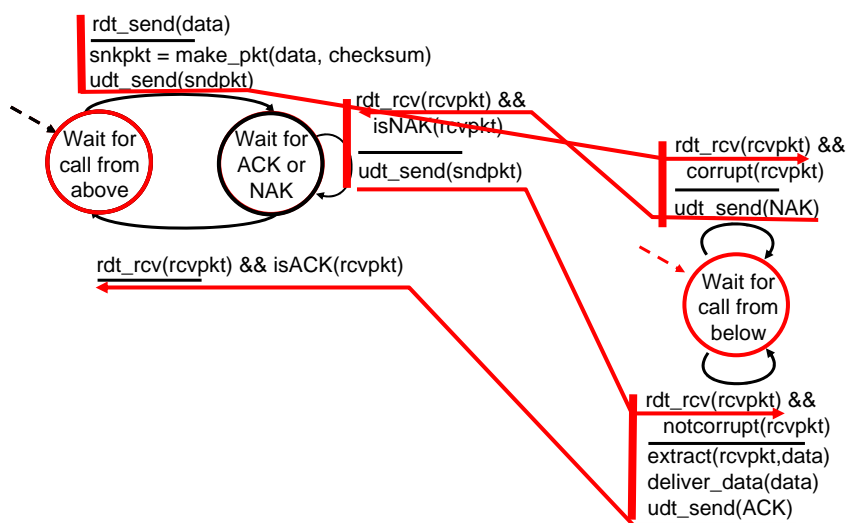 rdt_send(data)
snkpkt = make_pkt(data, checksum)
udt_send(sndpkt)
Wait for
call from
above
Wait for
ACK or
NAK
rdt_rcv(rcvpkt) &&
isNAK(rcvpkt)
udt_send(sndpkt)
rdt_rcv(rcvpkt) && isACK(rcvpkt)
rdt_rcv(rcvpkt) &&
corrupt(rcvpkt)
udt_send(NAK)
Wait for
call from
below
rdt_rcv(rcvpkt) &&
notcorrupt(rcvpkt)
extract(rcvpkt,data)
deliver_data(data)
udt_send(ACK)